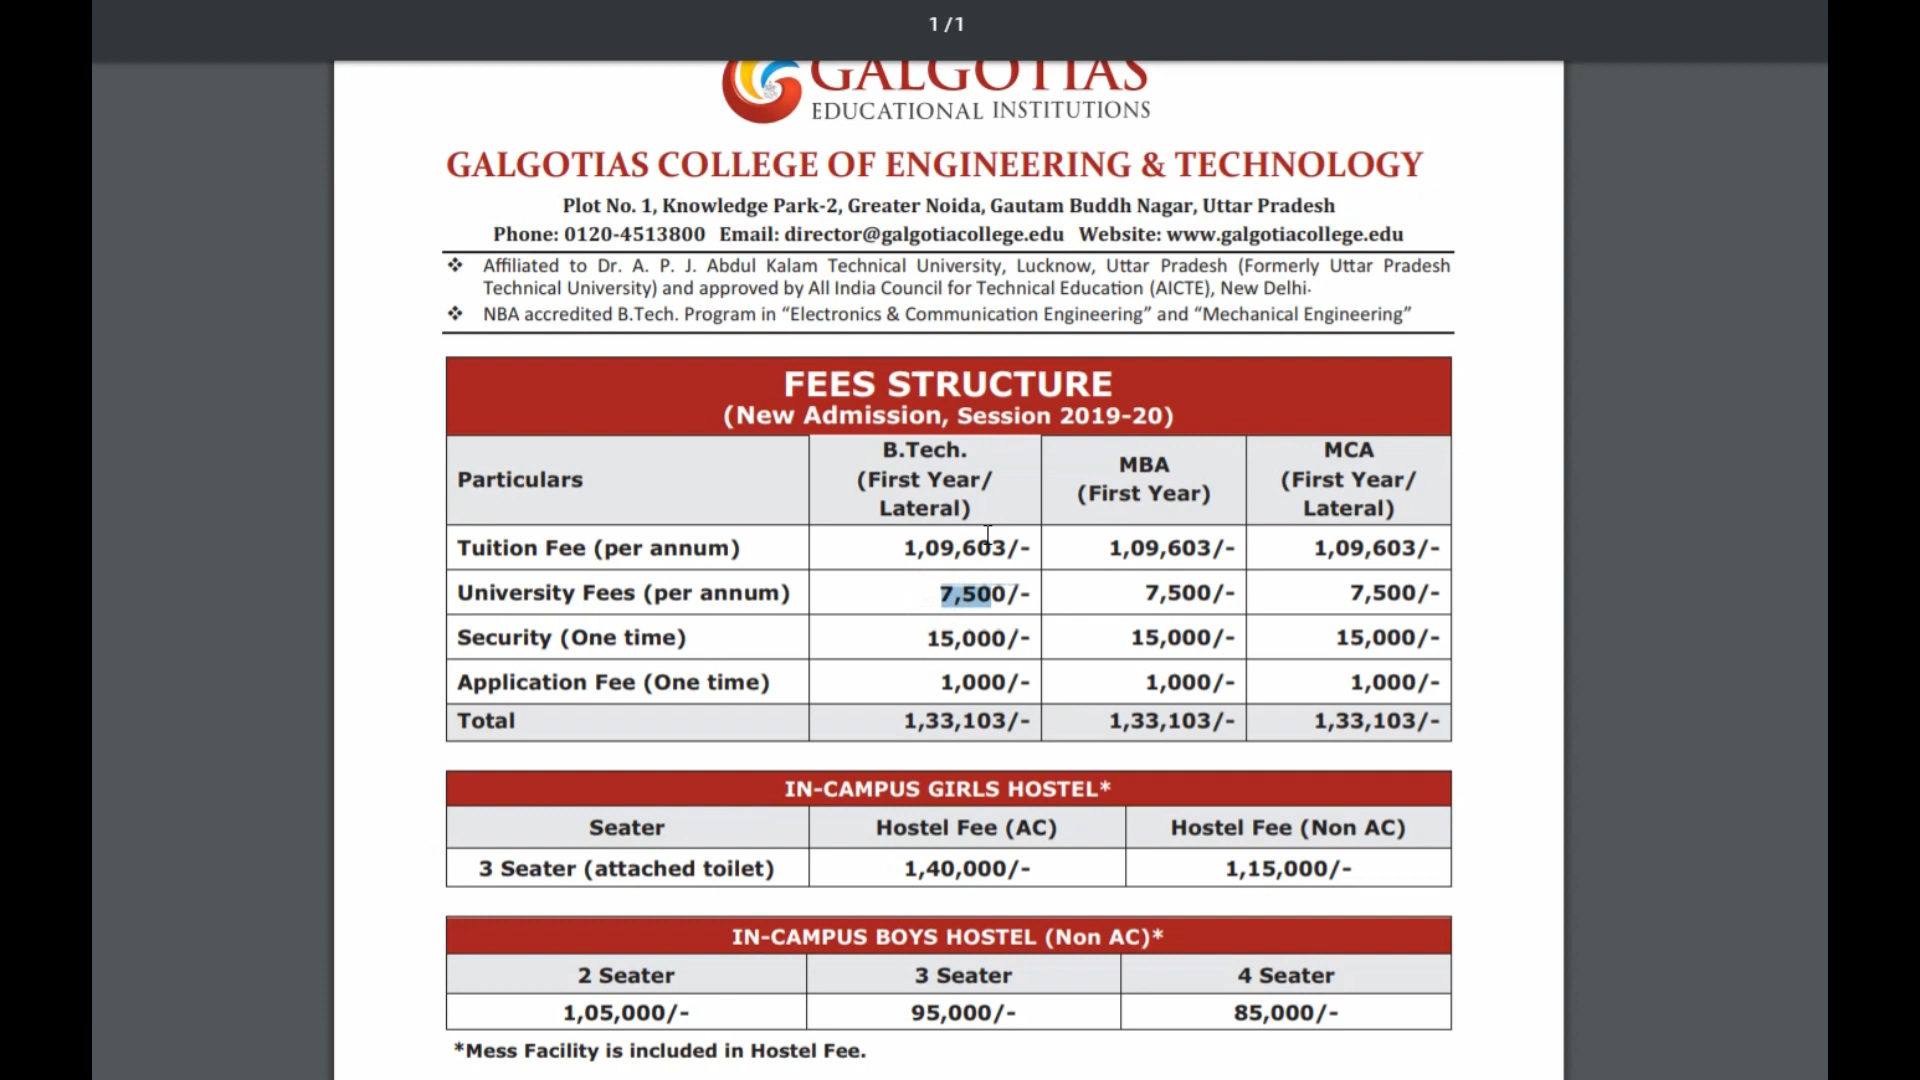 1 / 1
GALGOTIAS
EDUCATIONAL INSTITUTIONS
GALGOTIAS COLLEGE OF ENGINEERING & TECHNOLOGY
Plot No. 1, Knowledge Park-2, Greater Noida, Gautam Buddh Nagar, Uttar Pradesh
Phone: 0120-4513800 Email: director@galgotiacollege.edu Website: www.galgotiacollege.edu
❖ Affiliated to Dr. A. P. J. Abdul Kalam Technical University, Lucknow, Uttar Pradesh (Formerly Uttar Pradesh
Technical University) and approved by All India Council for Technical Education (AICTE), New Delhi.
❖ NBA accredited B.Tech. Program in “Electronics & Communication Engineering” and “Mechanical Engineering”
FEES STRUCTURE
(New Admission, Session 2019-20)
Particulars
B.Tech.
(First Year/
Lateral)
MBA
(First Year)
MCA
(First Year/
Lateral)
Tuition Fee (per annum) 1,09,603/- 1,09,603/- 1,09,603/-
University Fees (per annum) 7,500/- 7,500/- 7,500/-
Security (One time) 15,000/- 15,000/- 15,000/-
Application Fee (One time) 1,000/- 1,000/- 1,000/-
Total 1,33,103/- 1,33,103/- 1,33,103/-
IN-CAMPUS GIRLS HOSTEL*
Seater Hostel Fee (AC) Hostel Fee (Non AC)
3 Seater (attached toilet) 1,40,000/- 1,15,000/-
IN-CAMPUS BOYS HOSTEL (Non AC)*
2 Seater 3 Seater 4 Seater
1,05,000/- 95,000/- 85,000/-
*Mess Facility is included in Hostel Fee.